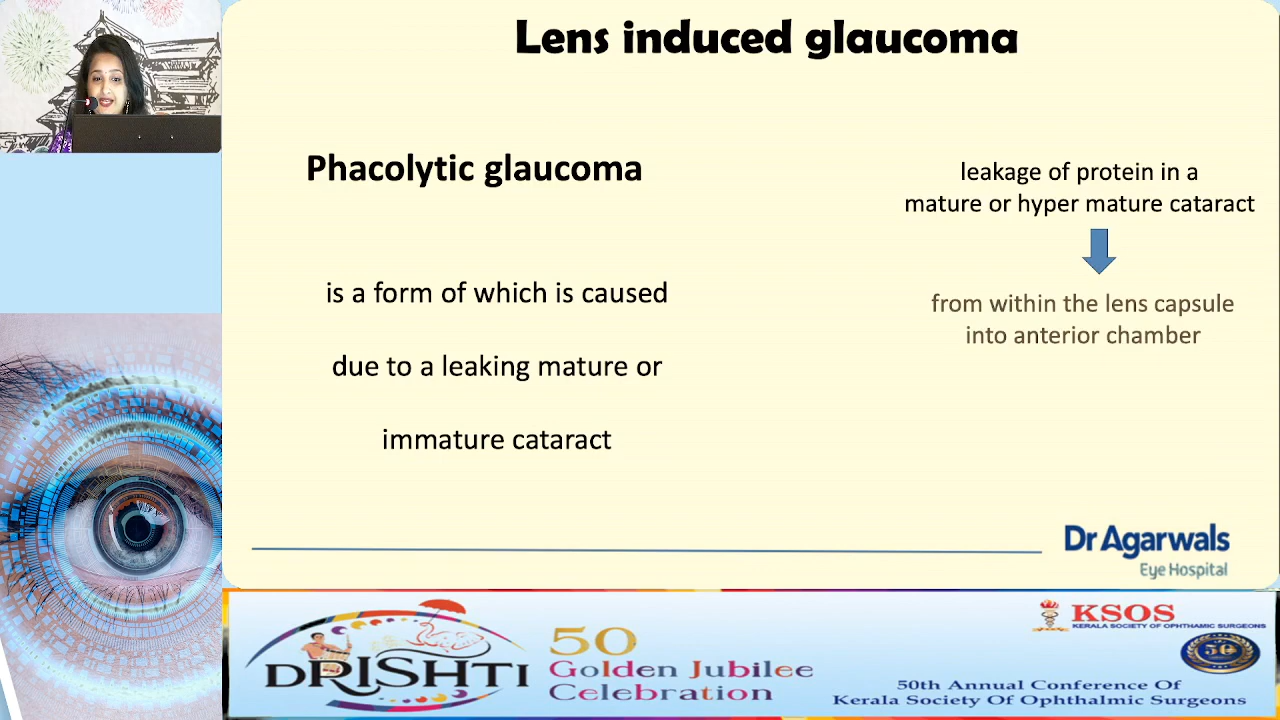 Lens induced glaucoma
Phacolytic glaucoma
is a form of which is caused
due to a leaking mature or
immature cataract
leakage of protein in a
mature or hyper mature cataract
from within the lens capsule
into anterior chamber
Dr Agarwals
Eye Hospital
DRISHTI
50
Golden Jubilee
Celebration
KSOS
KERALA SOCIETY OF OPHTHAMIC SURGEONS
50
50th Annual Conference Of
Kerala Society Of Ophthalmic Surgeons